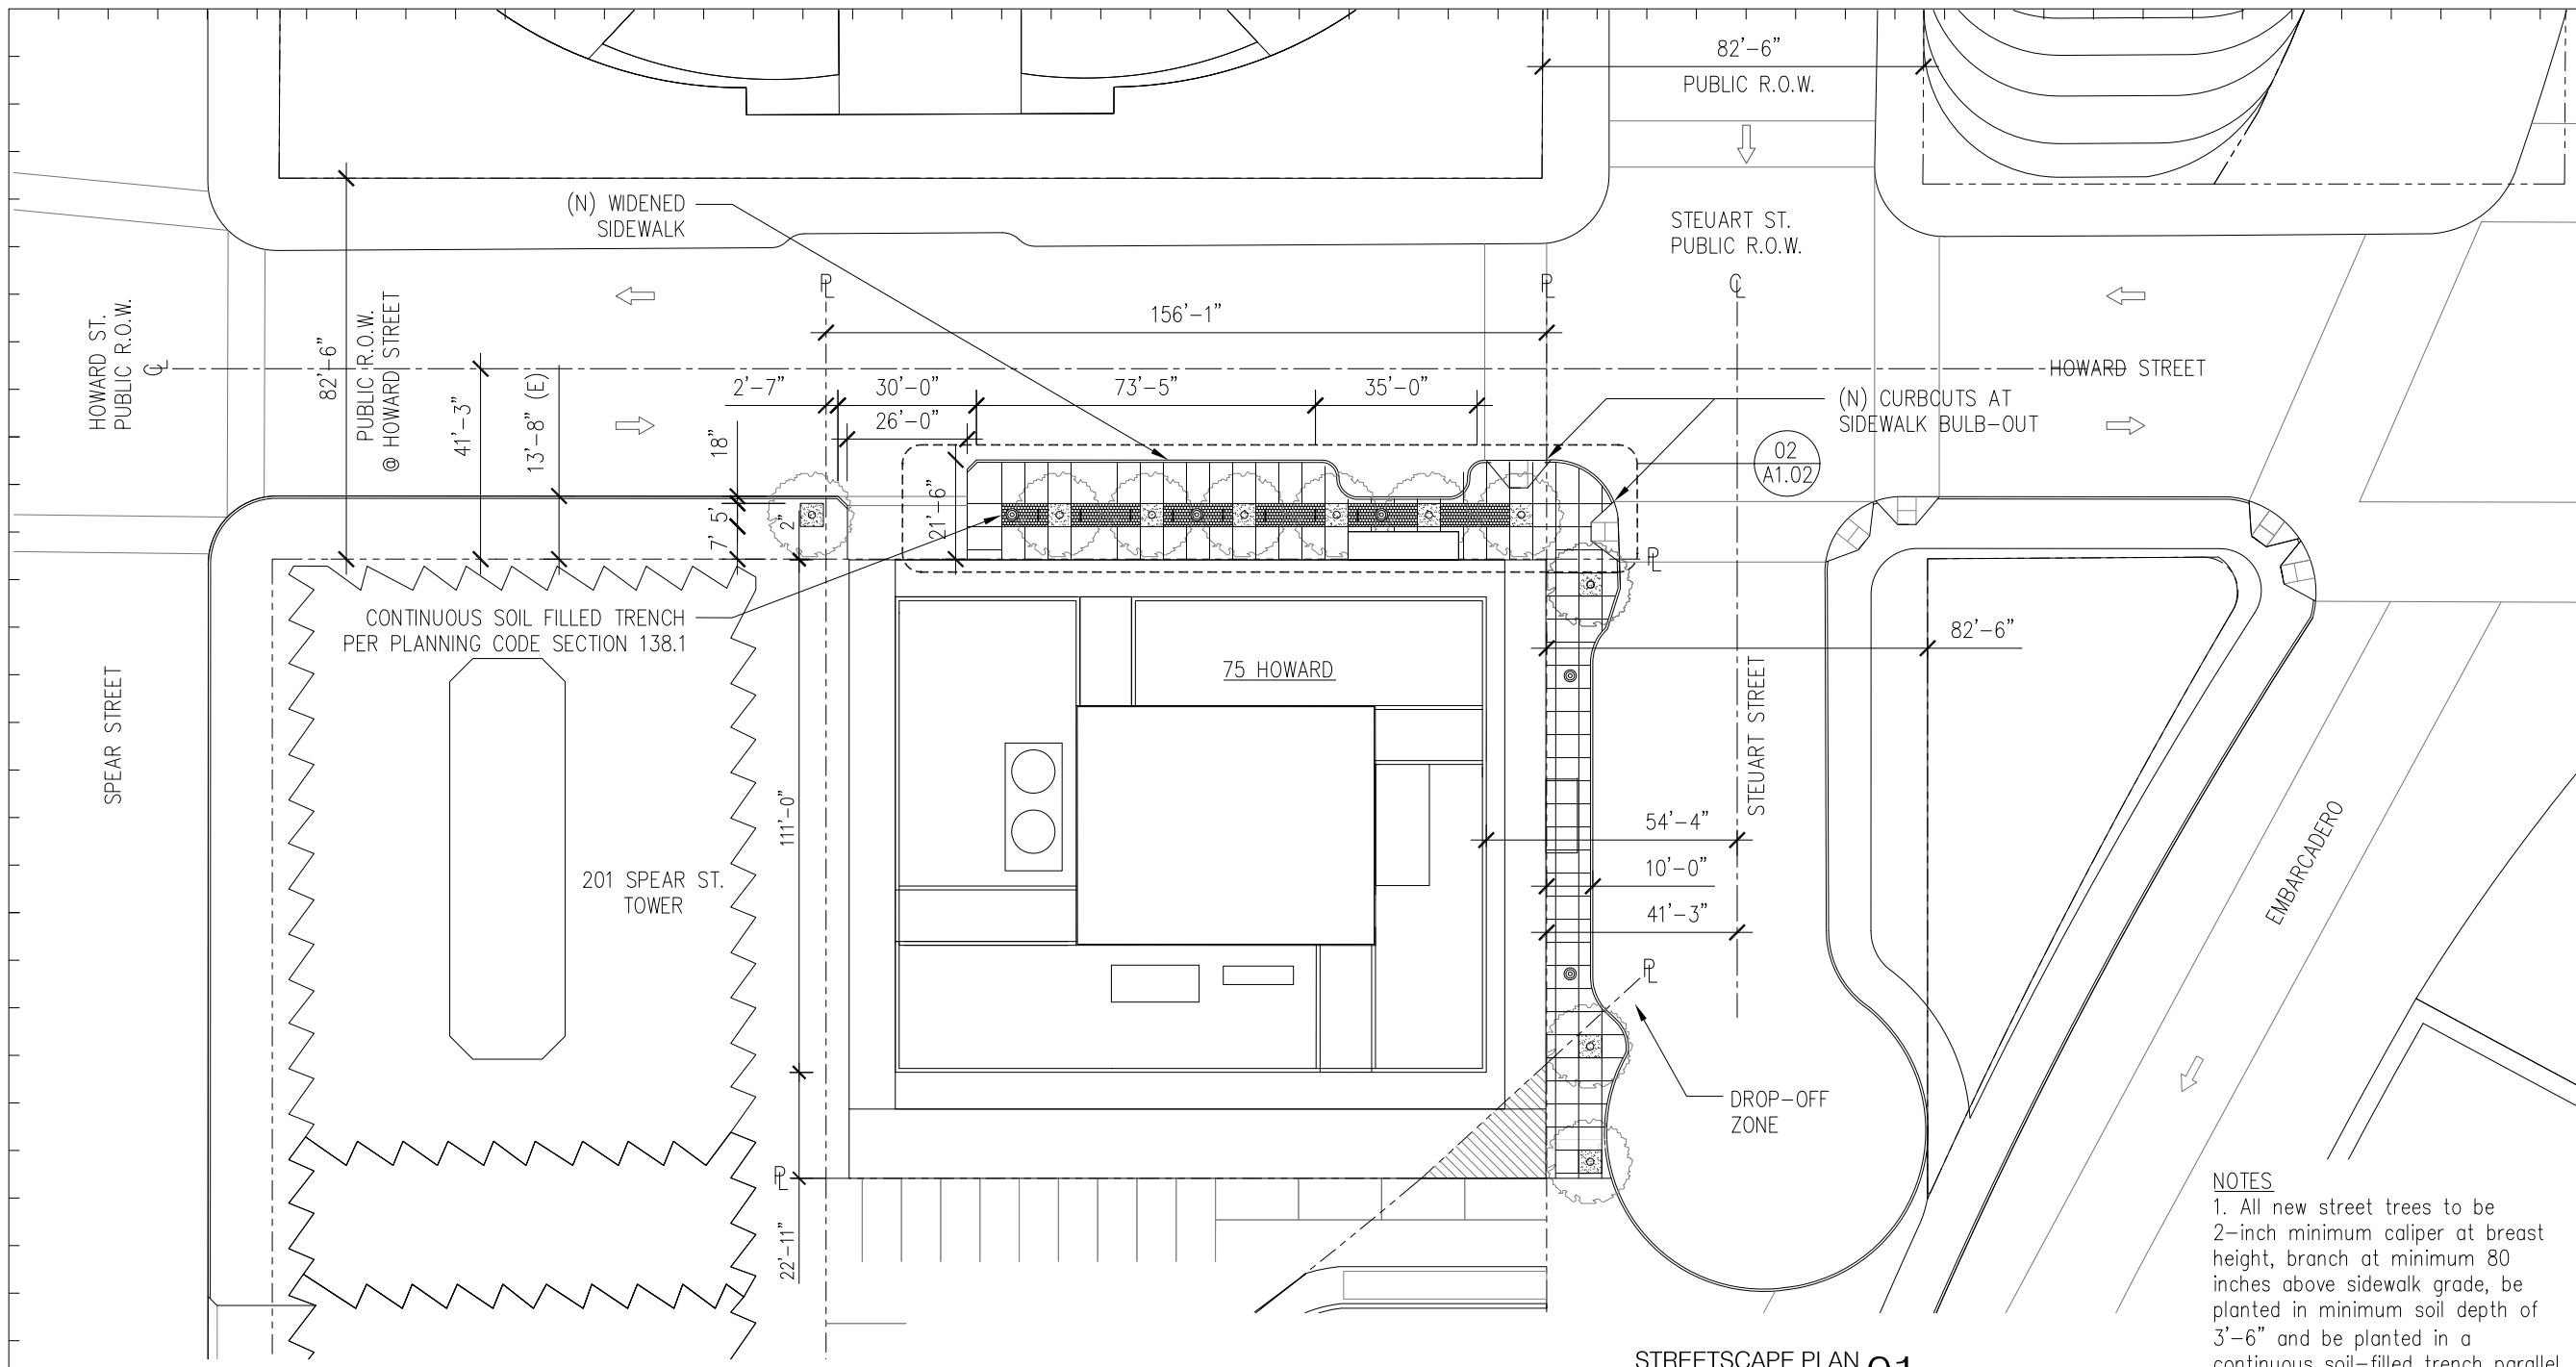 82'-6"
PUBLIC R.O.W.
(N) WIDENED
SIDEWALK
STEUART ST.
PUBLIC R.O.W.
HOWARD ST.
PUBLIC R.O.W.
℄
82'-6"
PUBLIC R.O.W.
@ HOWARD STREET
41'-3"
13'-8" (E)
18"
5'
7'
2"
℄
℄
℄
156'-1"
HOWARD STREET
2'-7"
30'-0"
73'-5"
35'-0"
26'-0"
21'-6"
(N) CURBCUTS AT
SIDEWALK BULB-OUT
02
A1.02
CONTINUOUS SOIL FILLED TRENCH
PER PLANNING CODE SECTION 138.1
75 HOWARD
82'-6"
SPEAR STREET
STEUART STREET
111'-0"
54'-4"
10'-0"
41'-3"
201 SPEAR ST.
TOWER
EMBARCADERO
DROP-OFF
ZONE
22'-11"
NOTES
1. All new street trees to be
2-inch minimum caliper at breast
height, branch at minimum 80
inches above sidewalk grade, be
planted in minimum soil depth of
3'-6" and be planted in a
continuous soil-filled trench parallel
STREETSCAPE PLAN 01